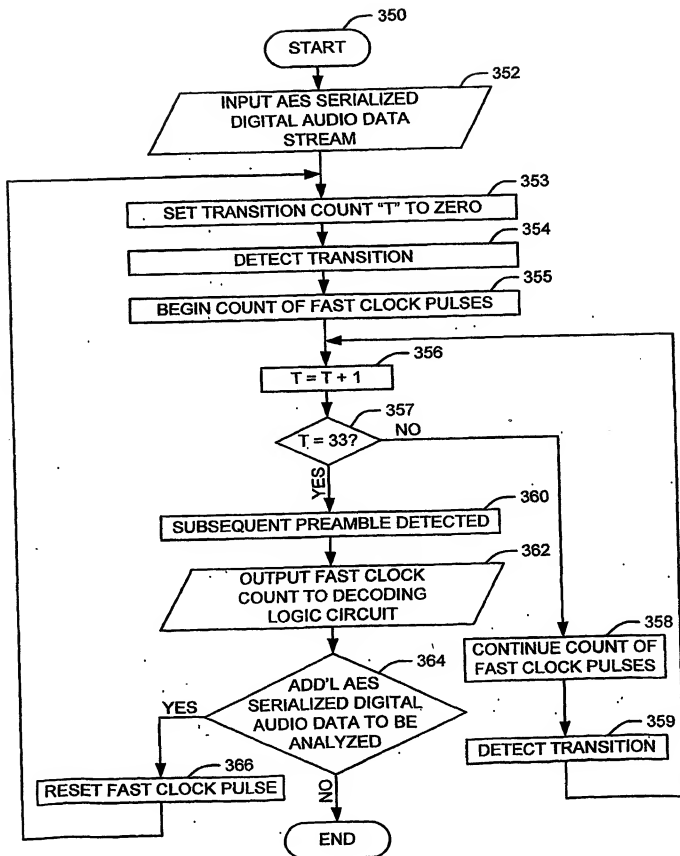 350
START
352
INPUT AES SERIALIZED
DIGITAL AUDIO DATA
STREAM
353
SET TRANSITION COUNT "T" TO ZERO
354
DETECT TRANSITION
355
BEGIN COUNT OF FAST CLOCK PULSES
356
T = T + 1
357
T = 33?
NO
YES
360
SUBSEQUENT PREAMBLE DETECTED
362
OUTPUT FAST CLOCK
COUNT TO DECODING
LOGIC CIRCUIT
358
CONTINUE COUNT OF
FAST CLOCK PULSES
359
DETECT TRANSITION
364
ADD'L AES
SERIALIZED DIGITAL
AUDIO DATA TO BE
ANALYZED
YES
366
RESET FAST CLOCK PULSE
NO
END